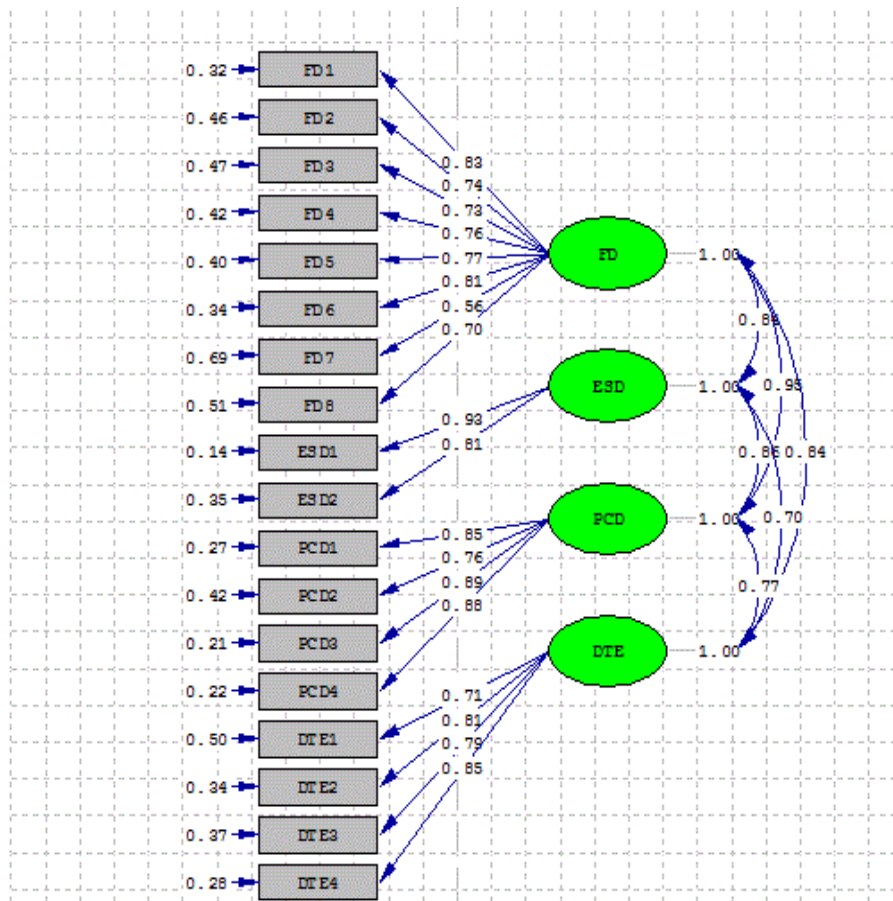 0.32 FD1
0.46 FD2
0.47 FD3
0.42 FD4
0.40 FD5
0.34 FD6
0.69 FD7
0.51 FD8
0.14 ESD1
0.35 ESD2
0.27 PCD1
0.42 PCD2
0.21 PCD3
0.22 PCD4
0.50 DTE1
0.34 DTE2
0.37 DTE3
0.28 DTE4
0.83
0.74
0.73
0.76
0.77
0.81
0.56
0.70
0.93
0.81
0.85
0.76
0.89
0.88
0.71
0.81
0.79
0.85
FD 1.00
ESD 1.00
PCD 1.00
DTE 1.00
0.84
0.70
0.77